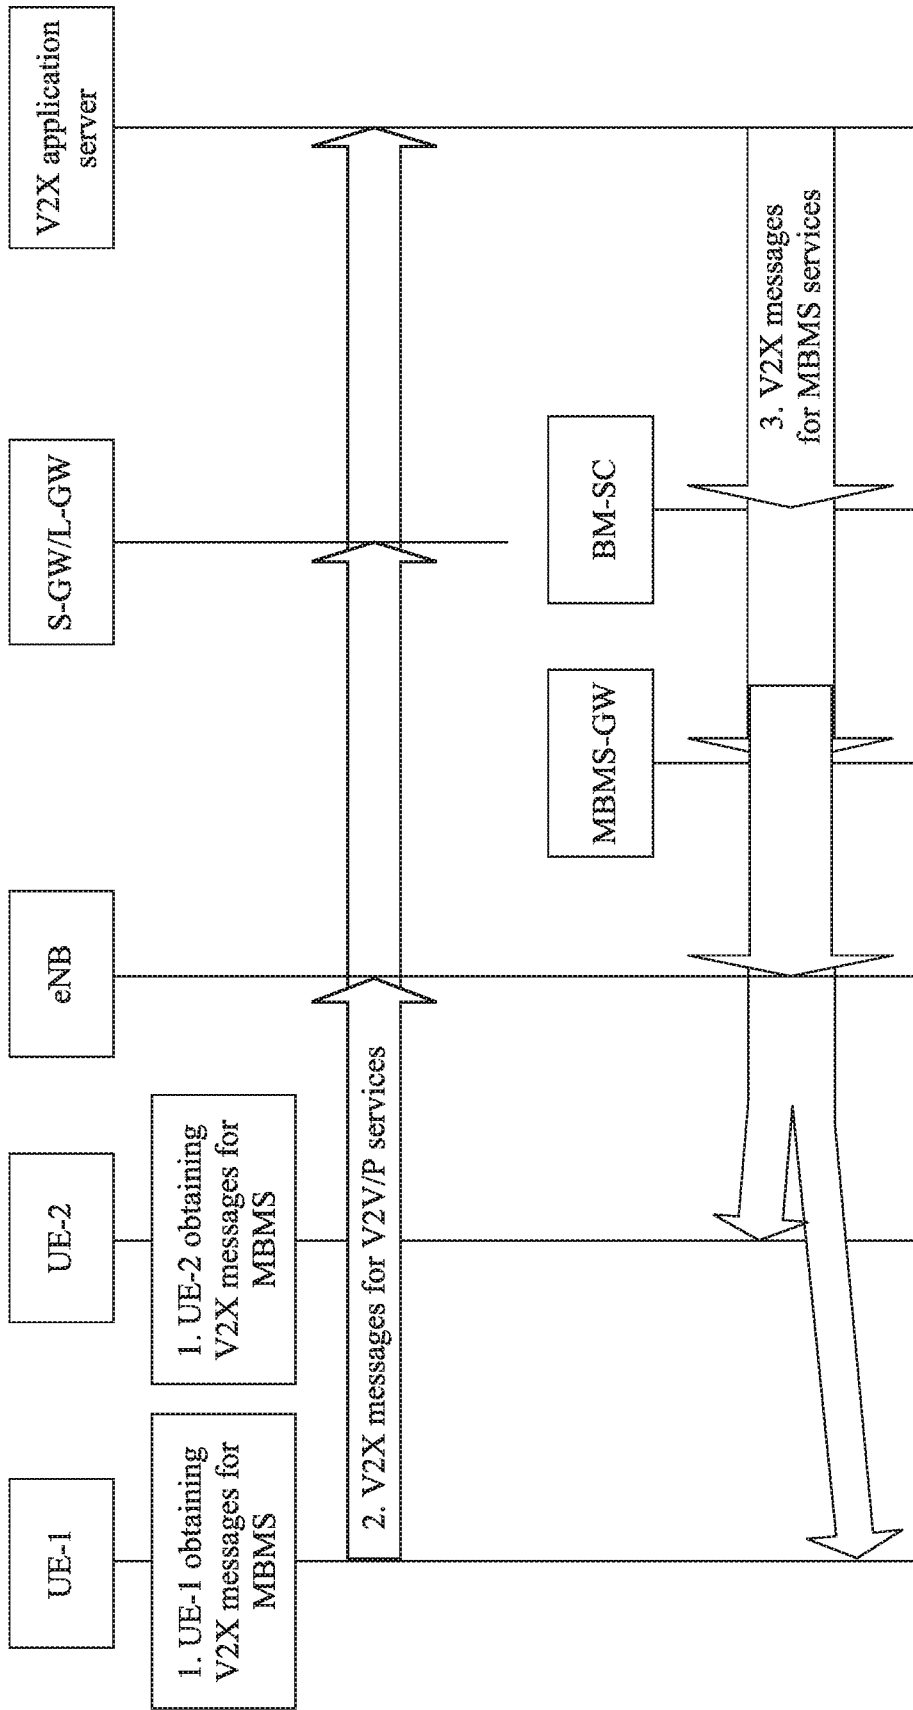 UE-1
UE-2
eNB
S-GW/L-GW
V2X application
server
1. UE-1 obtaining
V2X messages for
MBMS
1. UE-2 obtaining
V2X messages for
MBMS
2. V2X messages for V2V/P services
MBMS-GW
BM-SC
3. V2X messages
for MBMS services